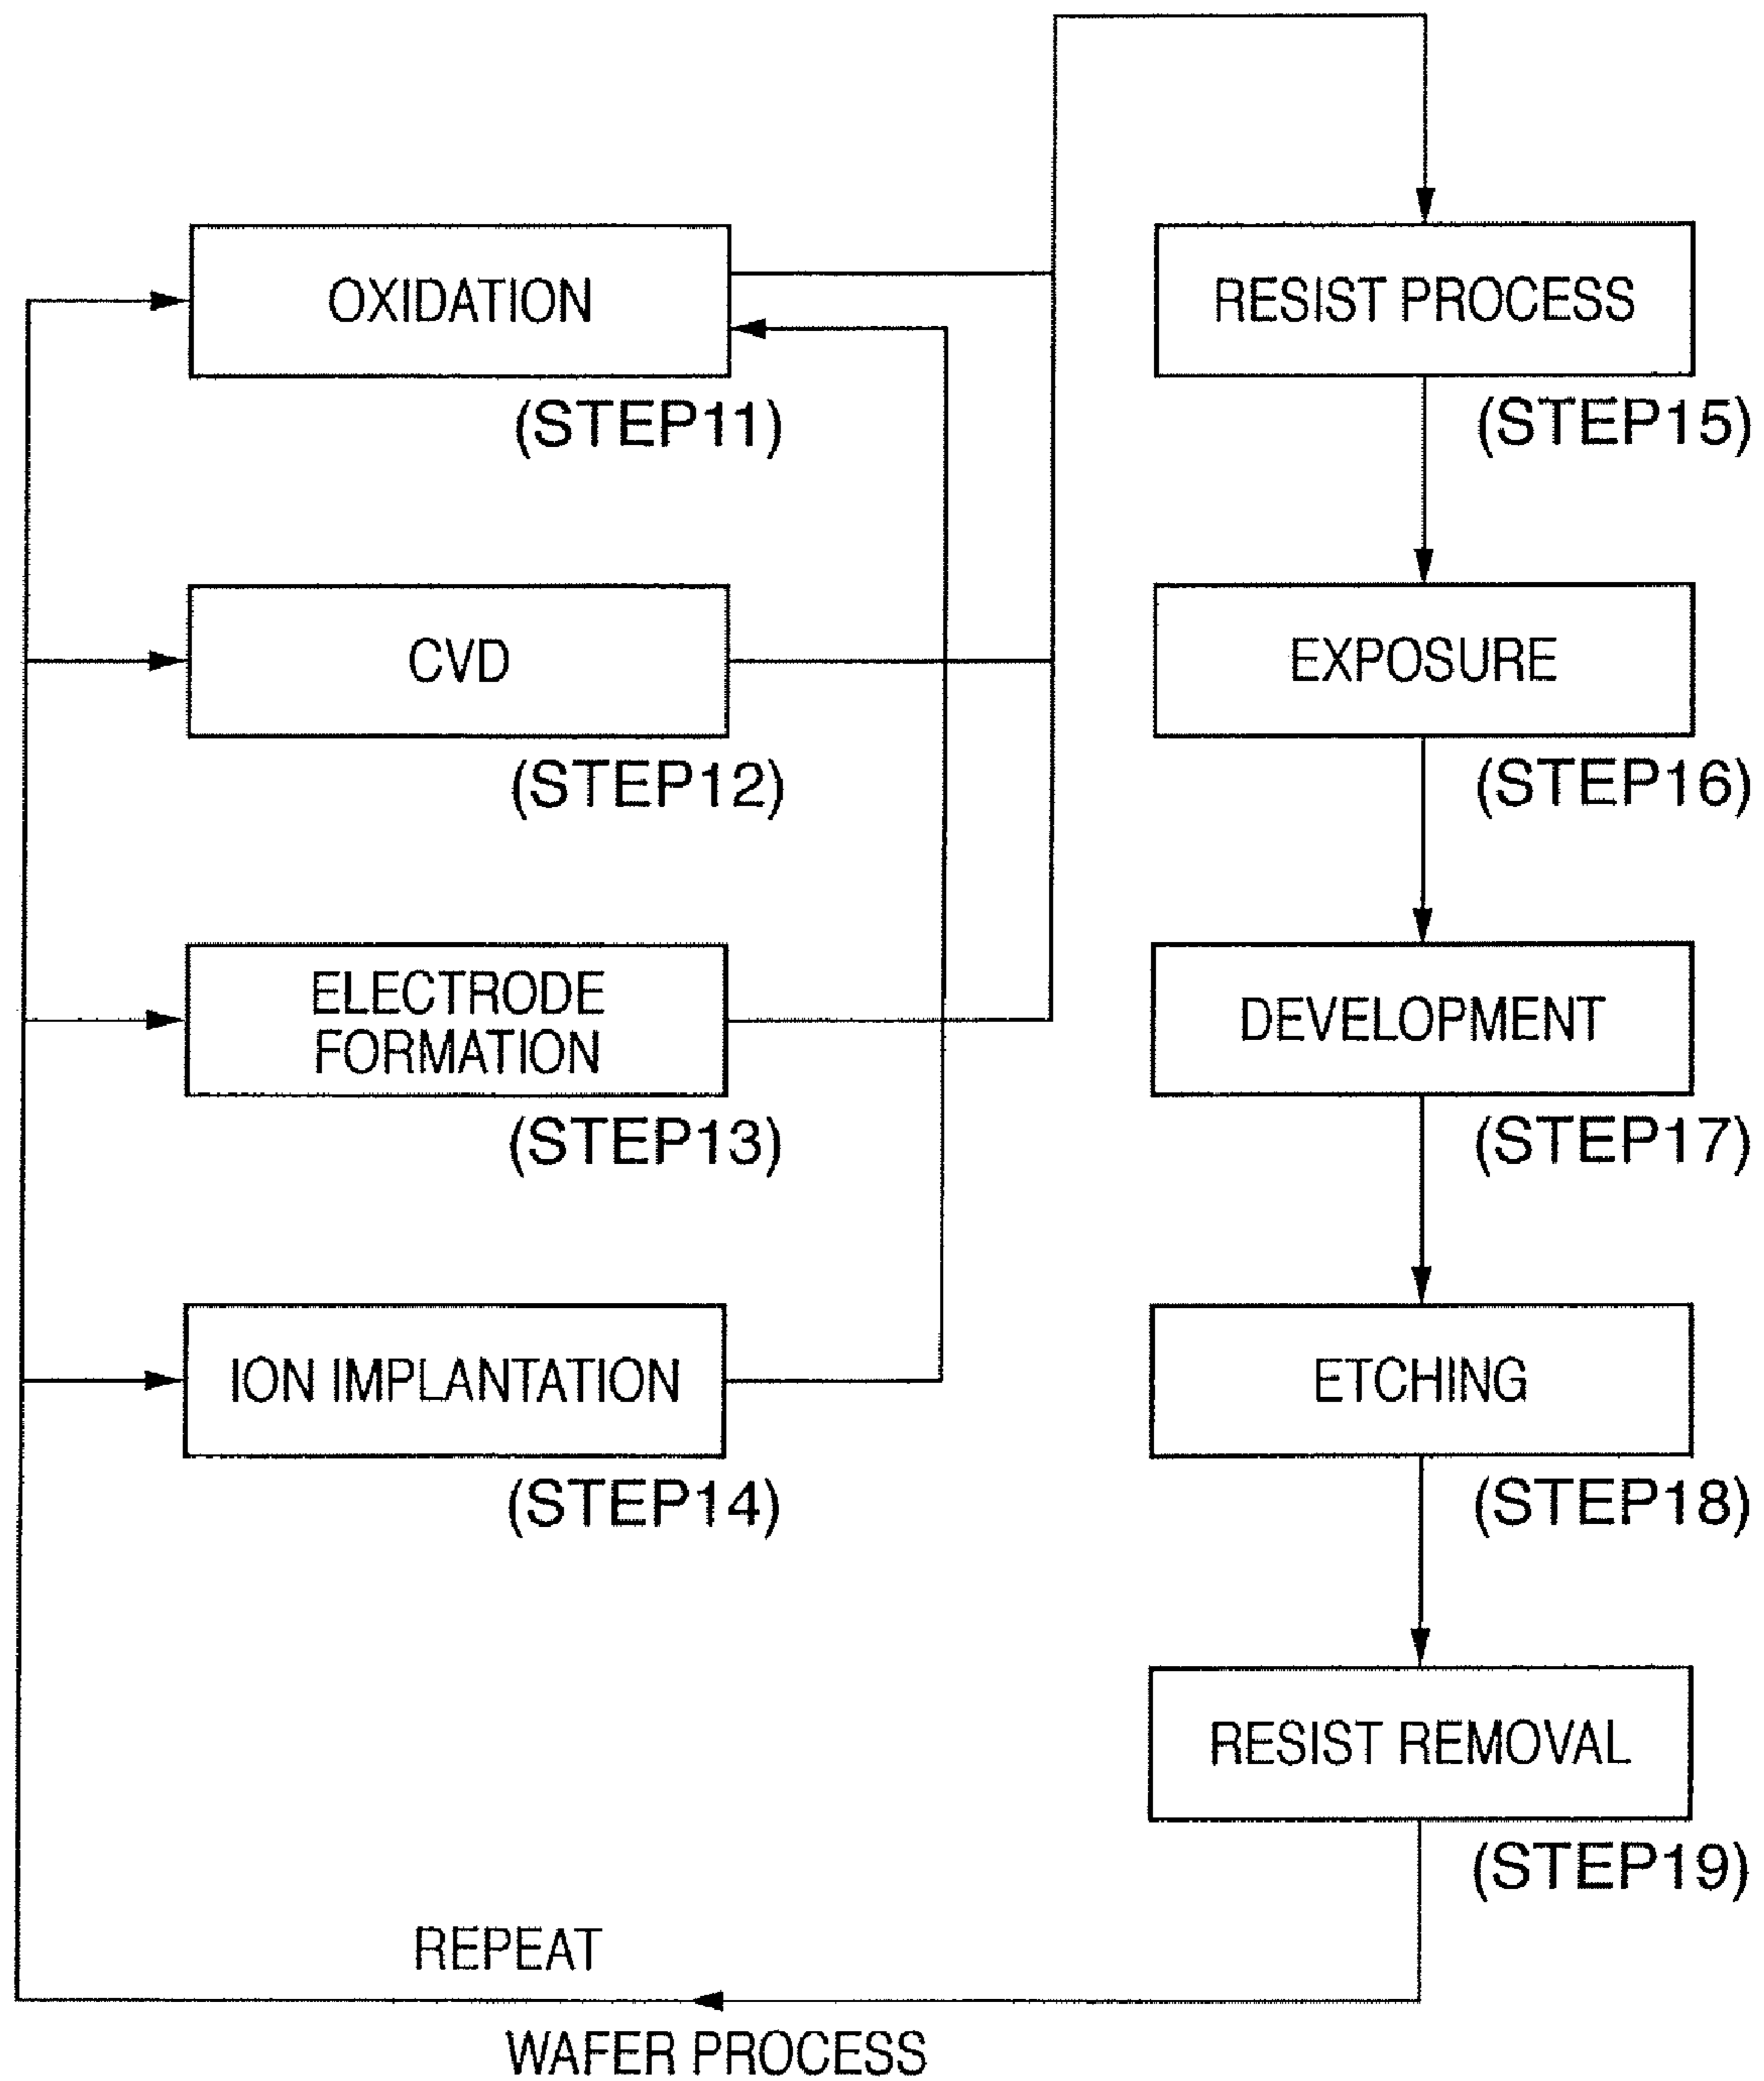 OXIDATION
(STEP11)
CVD
(STEP12)
ELECTRODE
FORMATION
(STEP13)
ION IMPLANTATION
(STEP14)
RESIST PROCESS
(STEP15)
EXPOSURE
(STEP16)
DEVELOPMENT
(STEP17)
ETCHING
(STEP18)
RESIST REMOVAL
(STEP19)
REPEAT
WAFER PROCESS